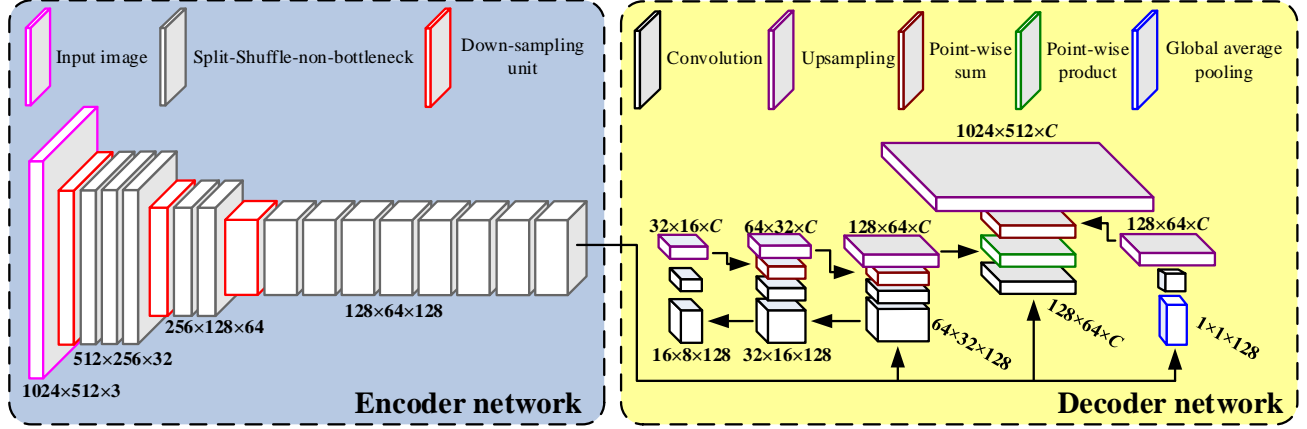 Input image
Split-Shuffle-non-bottleneck
Down-sampling
unit
1024×512×3
512×256×32
256×128×64
128×64×128
Encoder network
Convolution
Upsampling
Point-wise
sum
Point-wise
product
Global average
pooling
1024×512×C
32×16×C
64×32×C
128×64×C
128×64×C
16×8×128
32×16×128
64×32×128
128×64×C
1×1×128
Decoder network